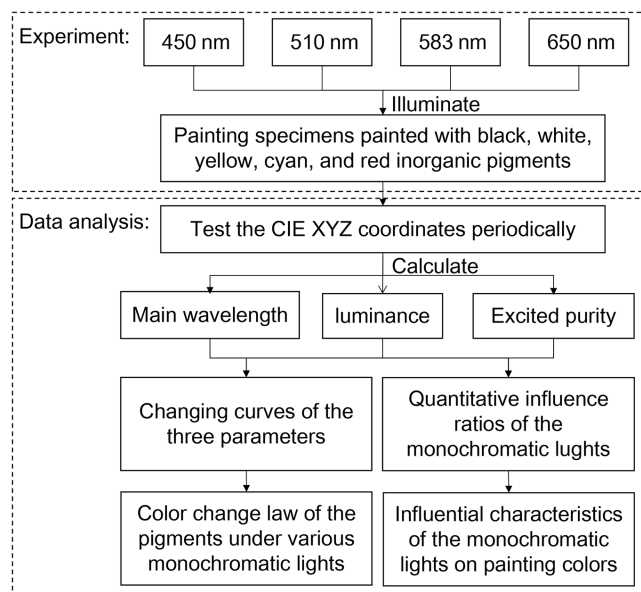 Experiment:
450 nm
510 nm
583 nm
650 nm
Illuminate
Painting specimens painted with black, white,
yellow, cyan, and red inorganic pigments
Data analysis:
Test the CIE XYZ coordinates periodically
Calculate
Main wavelength
luminance
Excited purity
Changing curves of the
three parameters
Quantitative influence
ratios of the
monochromatic lughts
Color change law of the
pigments under various
monochromatic lights
Influential characteristics
of the monochromatic
lights on painting colors